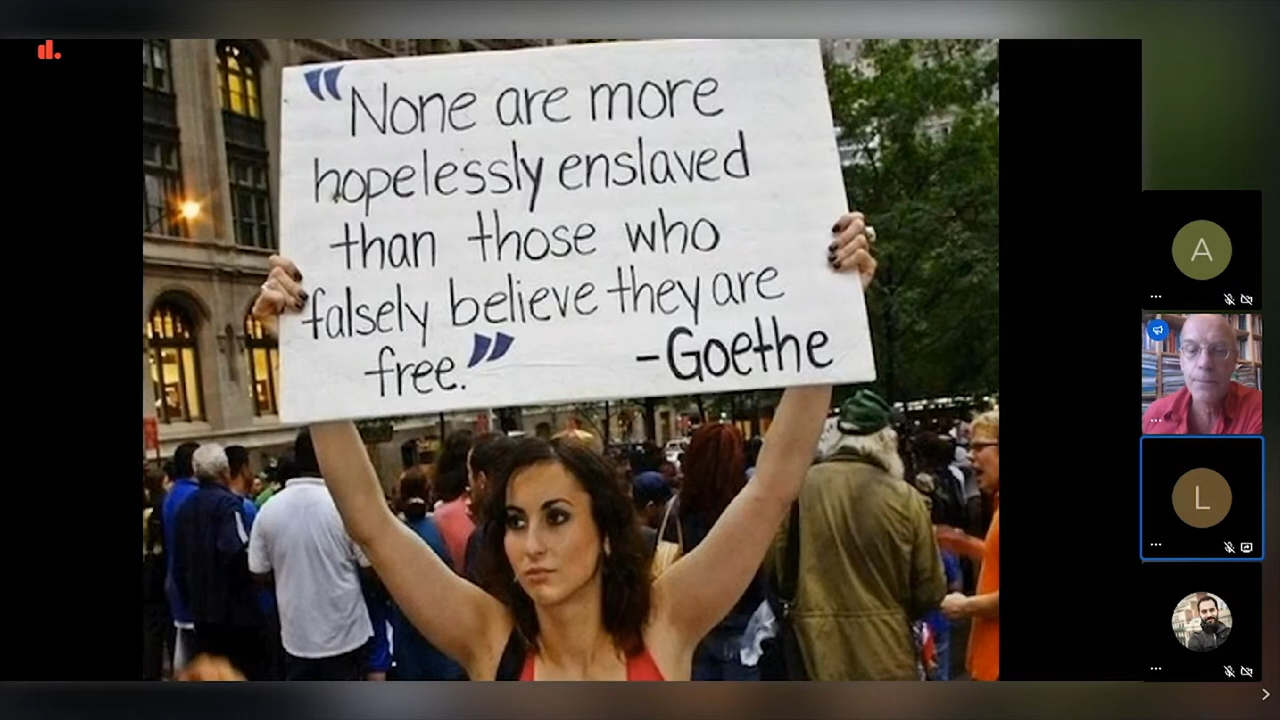 “None are more
hopelessly enslaved
than those who
falsely believe they are
free.”
-Goethe
d.
A
L